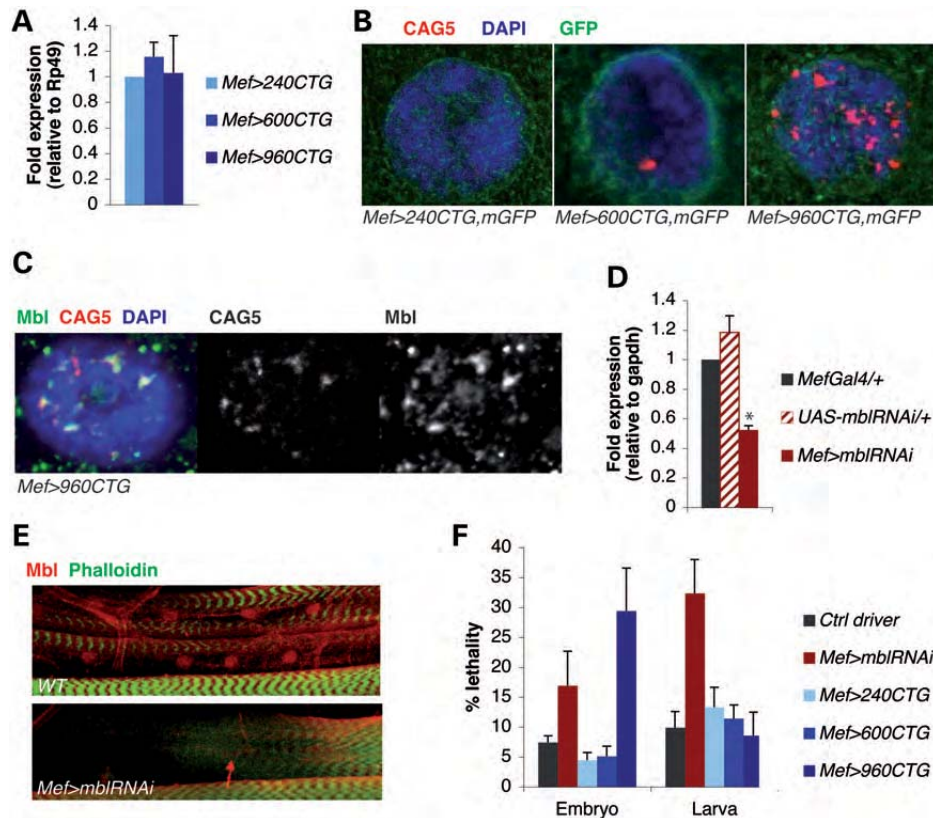 A
Fold expression
(relative to Rp49)
1.4
1.2
1
0.8
0.6
0.4
0.2
0
Mef>240CTG
Mef>600CTG
Mef>960CTG
B
CAG5 DAPI GFP
Mef>240CTG,mGFP
Mef>600CTG,mGFP
Mef>960CTG,mGFP
C
Mbl CAG5 DAPI
CAG5
Mbl
Mef>960CTG
D
Fold expression
(relative to gapdh)
1.4
1.2
1
0.8
0.6
0.4
0.2
0
*
MefGal4/+
UAS-mblRNAi/+
Mef>mblRNAi
E
Mbl Phalloidin
WT
Mef>mblRNAi
F
% lethality
40
35
30
25
20
15
10
5
0
Embryo
Larva
Ctrl driver
Mef>mblRNAi
Mef>240CTG
Mef>600CTG
Mef>960CTG